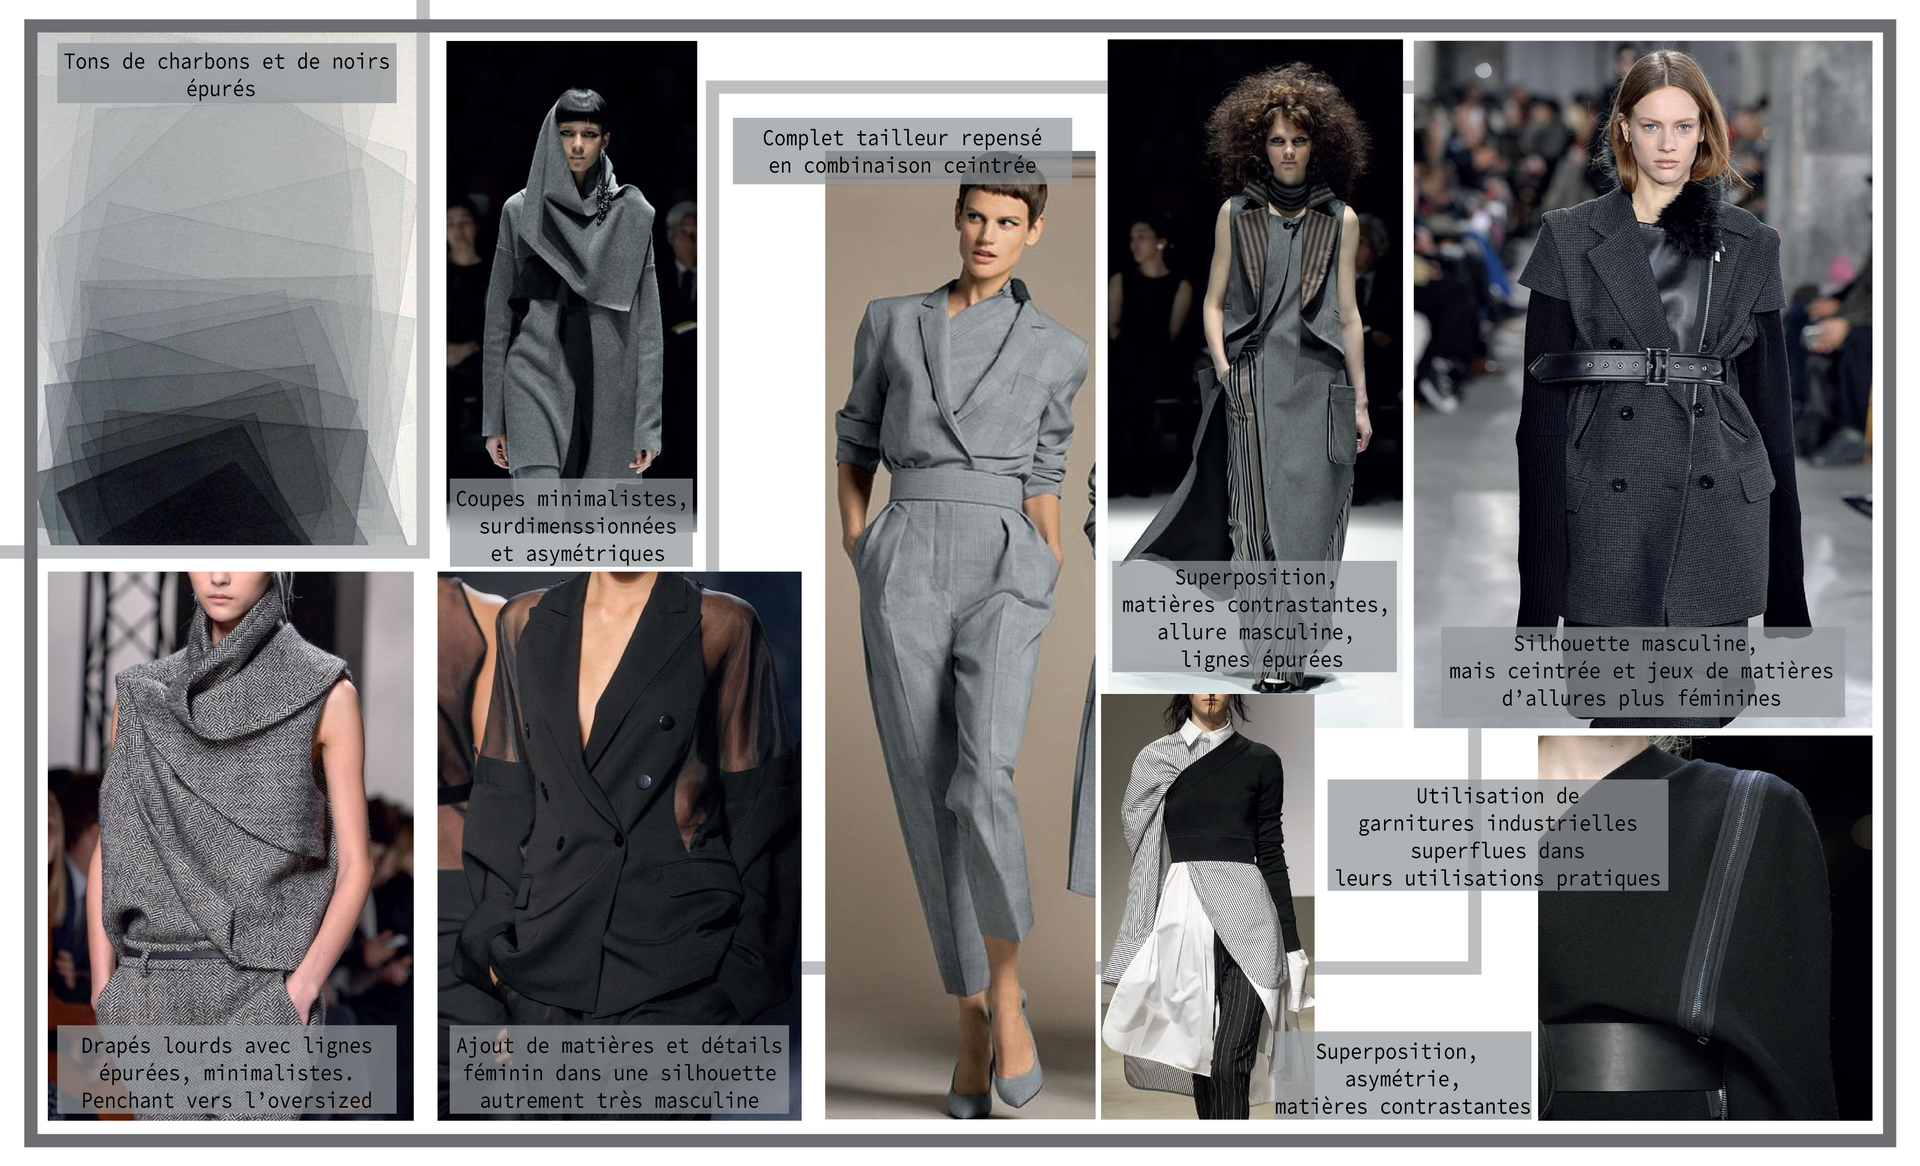 Tons de charbons et de noirs
épurés
Coupes minimalistes,
surdimenssionnées
et asymétriques
Complet tailleur repensé
en combinaison ceintrée
Superposition,
matières contrastantes,
allure masculine,
lignes épurées
Silhouette masculine,
mais ceintrée et jeux de matières
d'allures plus féminines
Drapés lourds avec lignes
épurées, minimalistes.
Penchant vers l'oversized
Ajout de matières et détails
féminin dans une silhouette
autrement très masculine
Superposition,
asymétrie,
matières contrastantes
Utilisation de
garnitures industrielles
superflues dans
leurs utilisations pratiques